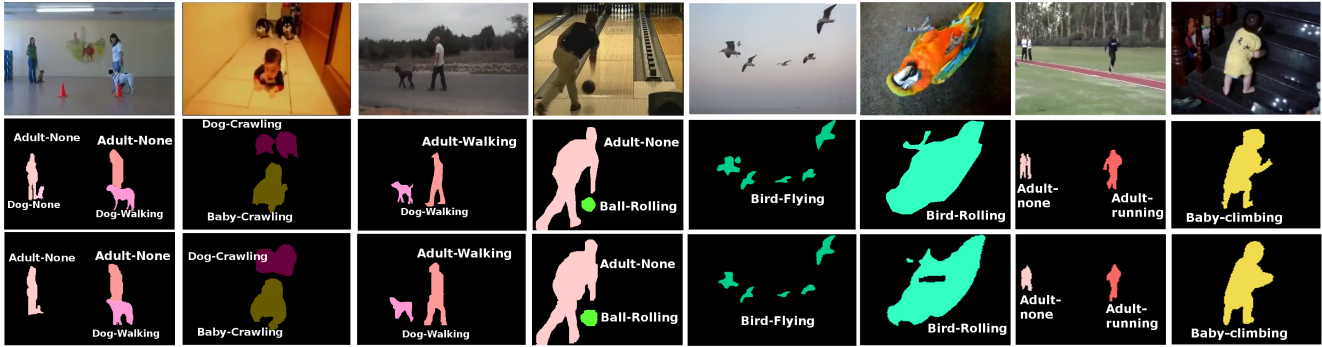 Adult-None
Adult-None
Dog-None
Dog-Walking
Dog-Crawling
Baby-Crawling
Adult-Walking
Dog-Walking
Adult-None
Ball-Rolling
Bird-Flying
Bird-Rolling
Adult-
none
Adult-
running
Baby-climbing
Adult-None
Adult-None
Dog-Walking
Dog-Crawling
Baby-Crawling
Adult-Walking
Dog-Walking
Adult-None
Ball-Rolling
Bird-Flying
Bird-Rolling
Adult-
none
Adult-
running
Baby-climbing